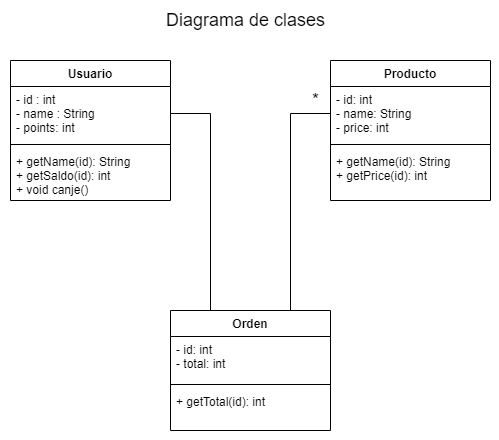 Diagrama de clases
Usuario
- id : int
- name : String
- points: int
+ getName(id): String
+ getSaldo(id): int
+ void canje()
*
Producto
- id: int
- name: String
- price: int
+ getName(id): String
+ getPrice(id): int
Orden
- id: int
- total: int
+ getTotal(id): int